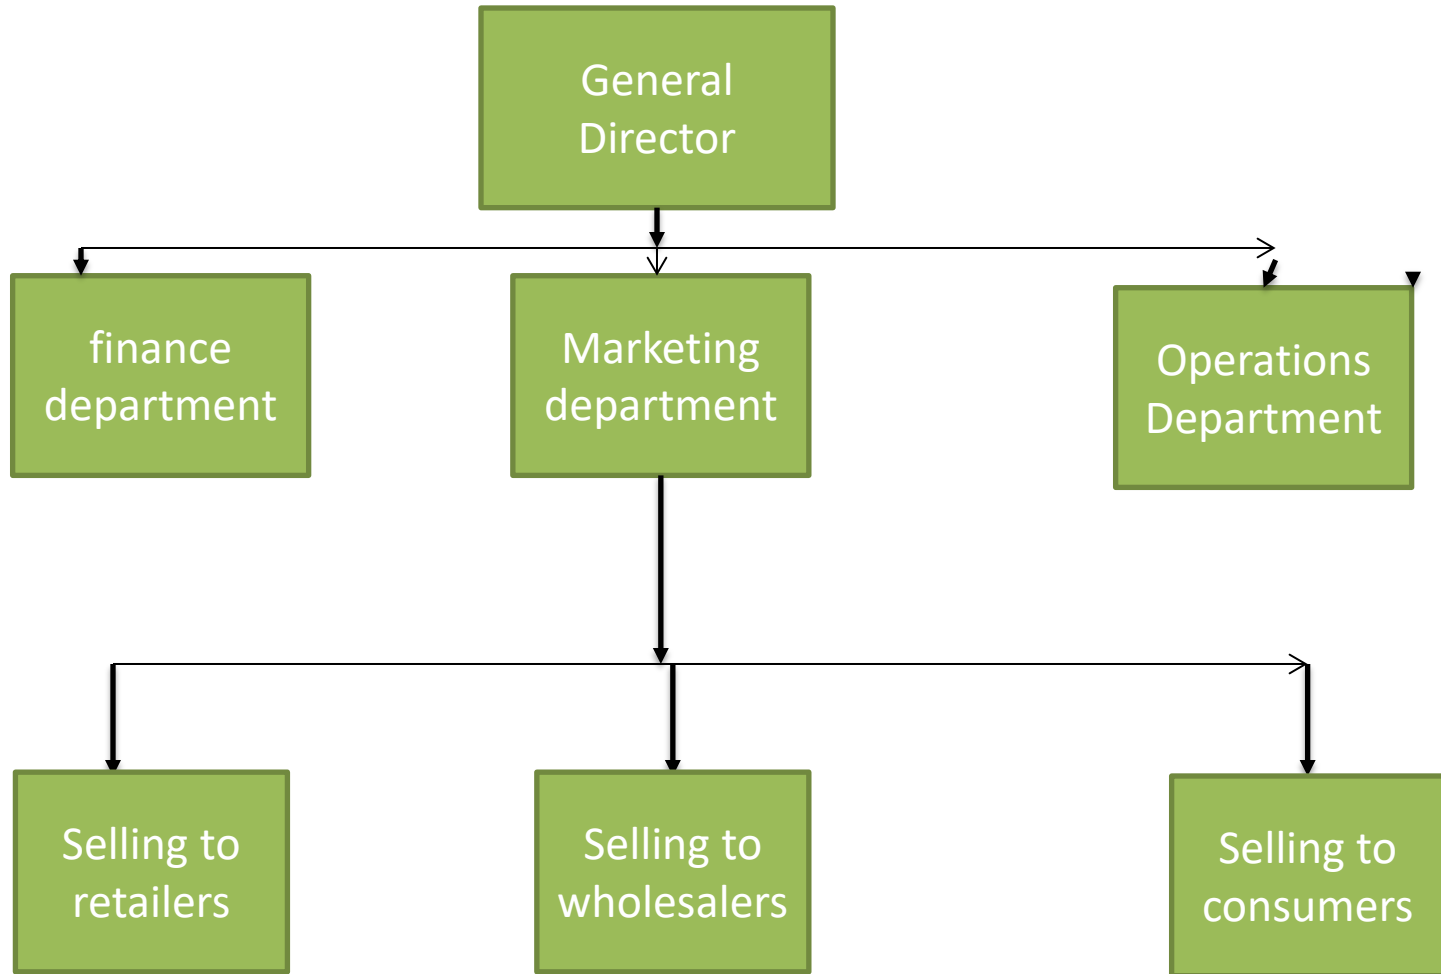 General
Director
finance
department
Marketing
department
Operations
Department
Selling to
retailers
Selling to
wholesalers
Selling to
consumers